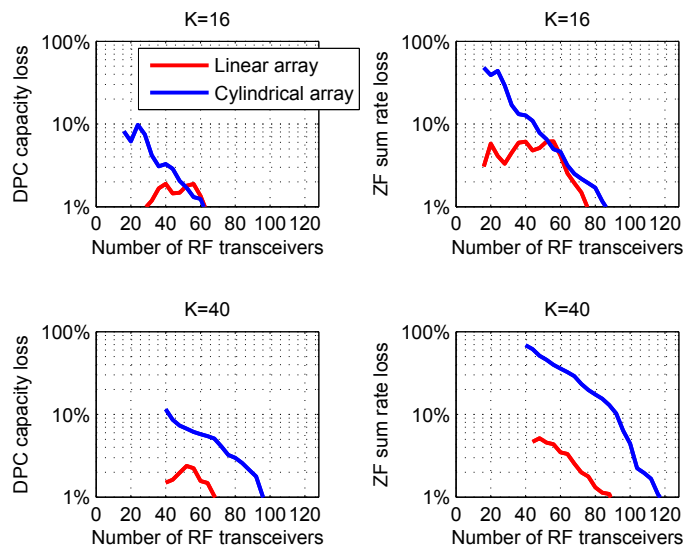 K=16
100%
10%
1%
DPC capacity loss
Linear array
Cylindrical array
0 20 40 60 80 100 120
Number of RF transceivers
K=16
100%
10%
1%
ZF sum rate loss
0 20 40 60 80 100 120
Number of RF transceivers
K=40
100%
10%
1%
DPC capacity loss
0 20 40 60 80 100 120
Number of RF transceivers
K=40
100%
10%
1%
ZF sum rate loss
0 20 40 60 80 100 120
Number of RF transceivers